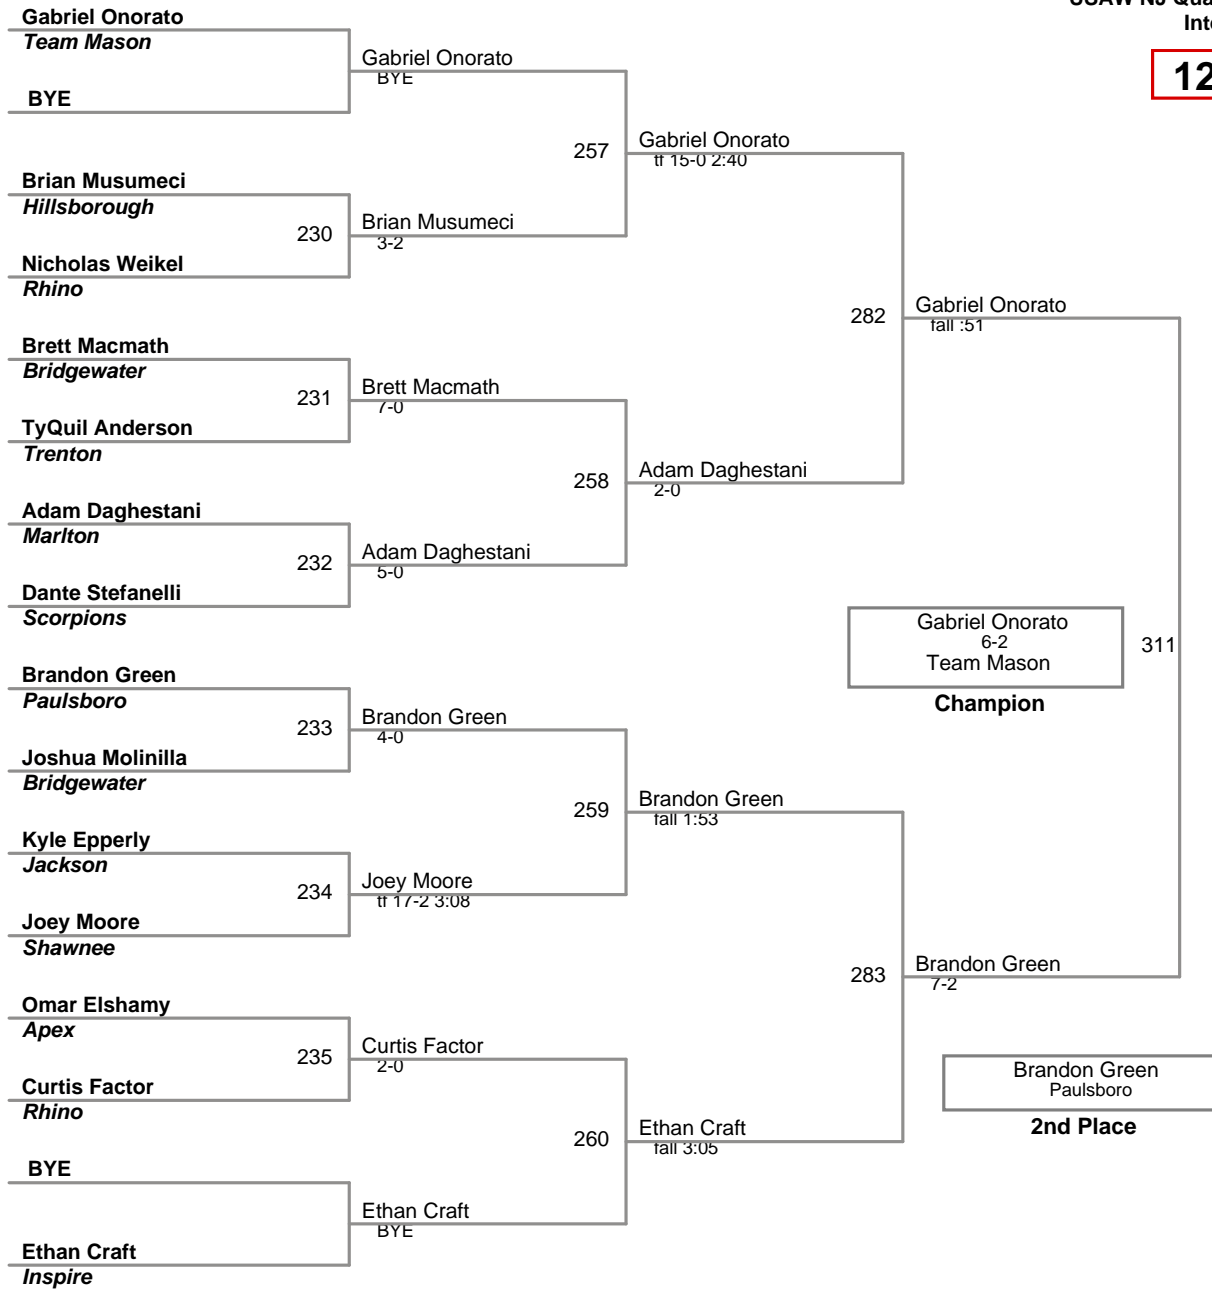 Gabriel Onorato
Team Mason
BYE
Brian Musumeci
Hillsborough
Nicholas Weikel
Rhino
Brett Macmath
Bridgewater
TyQuil Anderson
Trenton
Adam Daghestani
Marlton
Dante Stefanelli
Scorpions
Brandon Green
Paulsboro
Joshua Molinilla
Bridgewater
Kyle Epperly
Jackson
Joey Moore
Shawnee
Omar Elshamy
Apex
Curtis Factor
Rhino
BYE
Ethan Craft
Inspire
230
231
232
233
234
235
Gabriel Onorato
BYE
Brian Musumeci
3-2
Brett Macmath
7-0
Adam Daghestani
5-0
Brandon Green
4-0
Joey Moore
tf 17-2 3:08
Curtis Factor
2-0
Ethan Craft
BYE
257
258
259
260
Gabriel Onorato
tf 15-0 2:40
Adam Daghestani
2-0
Brandon Green
fall 1:53
Ethan Craft
fall 3:05
282
283
Gabriel Onorato
fall :51
Brandon Green
7-2
311
Gabriel Onorato
6-2
Team Mason
Champion
Brandon Green
Paulsboro
2nd Place
USAW NJ Qua
Int
12